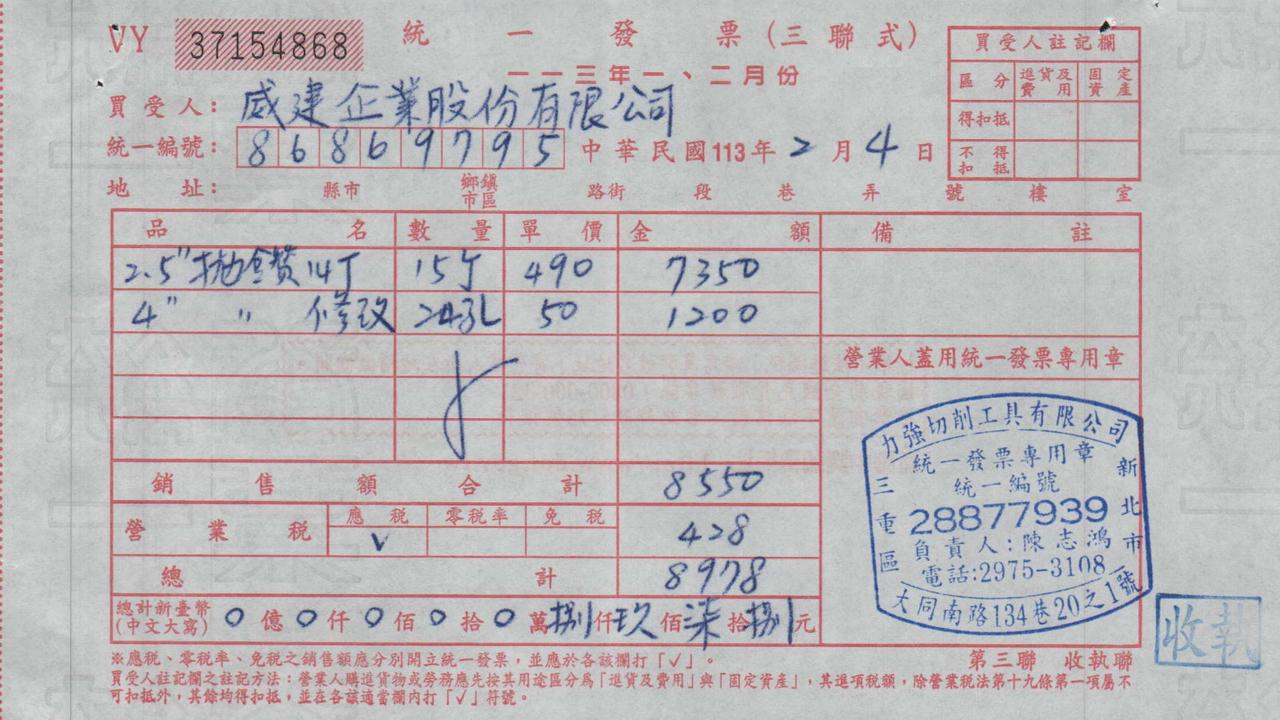 VY 37154868 統一發票(三聯式)
一一三年一、二月份
買受人註記欄
區分 進貨及費用 固定資產
得扣抵
不得扣抵
買受人: 威建企業股份有限公司
統一編號: 86869795 中華民國113年2月4日
地址: 縣市 鄉鎮市區 路街 段 巷 弄 號 樓 室
品名 數量 單價 金額 備註
2.5" 拋盒鑽 14丁 15丁 490 7350
4" " 修改 24孔 50 1200
營業人蓋用統一發票專用章
銷售額合計 8550
營業稅 應稅 零稅率 免稅 428
✓
總計 8978
總計新臺幣(中文大寫) 0億0仟0佰0拾0萬捌仟玖佰柒拾捌元
力強切削工具有限公司
統一發票專用章
統一編號
28877939
負責人:陳志鴻
電話:2975-3108
新北市三重區大同南路134巷20之1號
收執
※應稅、零稅率、免稅之銷售額應分別開立統一發票,並應於各該欄打「✓」。
第三聯 收執聯
買受人註記欄之註記方法:營業人購進貨物或勞務應先按其用途區分為「進貨及費用」與「固定資產」,其進項稅額,除營業稅法第十九條第一項屬不
可扣抵外,其餘均得扣抵,並在各該適當欄內打「✓」符號。